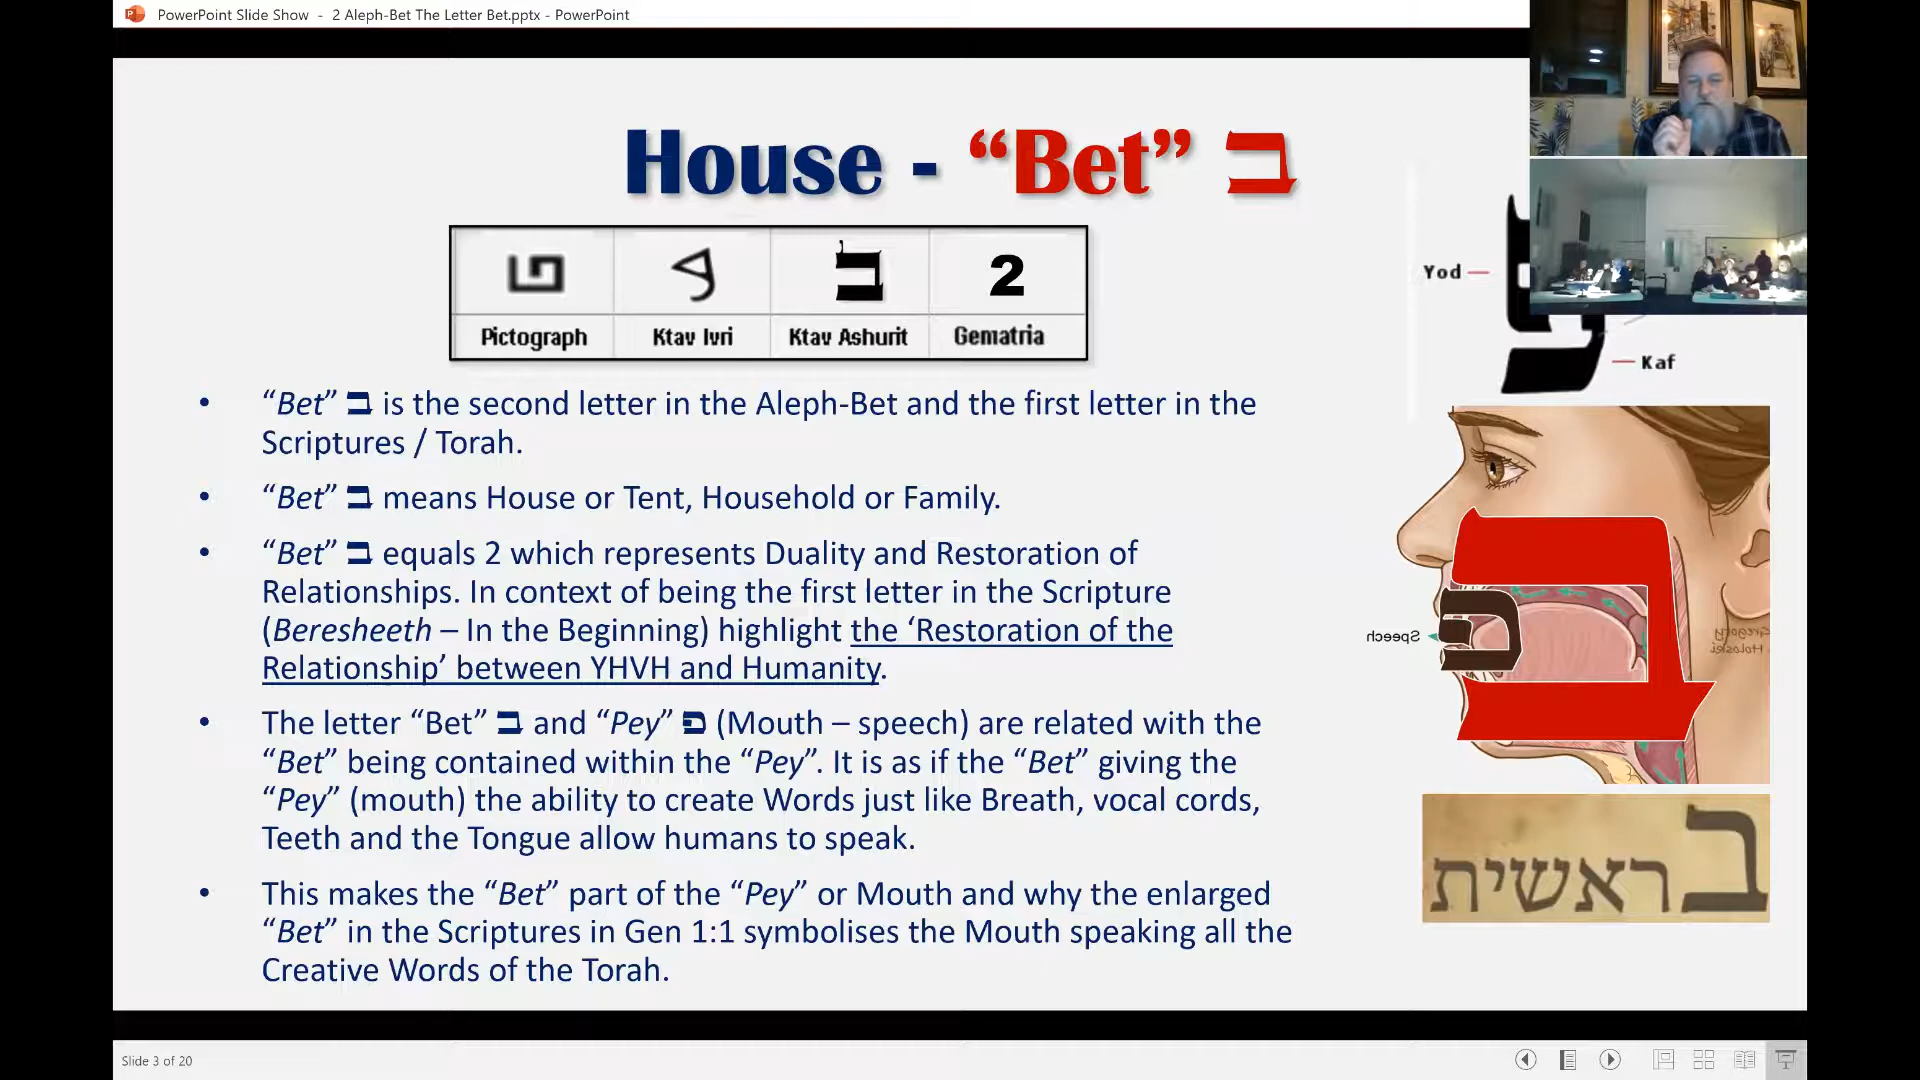 PowerPoint Slide Show - 2 Aleph-Bet The Letter Bet.pptx - PowerPoint
House - “Bet” ב
ב 2
Pictograph Ktav Ivri Ktav Ashurit Gematria
• “Bet” ב is the second letter in the Aleph-Bet and the first letter in the
Scriptures / Torah.
• “Bet” ב means House or Tent, Household or Family.
• “Bet” ב equals 2 which represents Duality and Restoration of
Relationships. In context of being the first letter in the Scripture
(Beresheeth – In the Beginning) highlight the ‘Restoration of the
Relationship’ between YHVH and Humanity.
• The letter “Bet” ב and “Pey” פ (Mouth – speech) are related with the
“Bet” being contained within the “Pey”. It is as if the “Bet” giving the
“Pey” (mouth) the ability to create Words just like Breath, vocal cords,
Teeth and the Tongue allow humans to speak.
• This makes the “Bet” part of the “Pey” or Mouth and why the enlarged
“Bet” in the Scriptures in Gen 1:1 symbolises the Mouth speaking all the
Creative Words of the Torah.
Yod
Kaf
ב
פ
Speech
בראשית
Slide 3 of 20